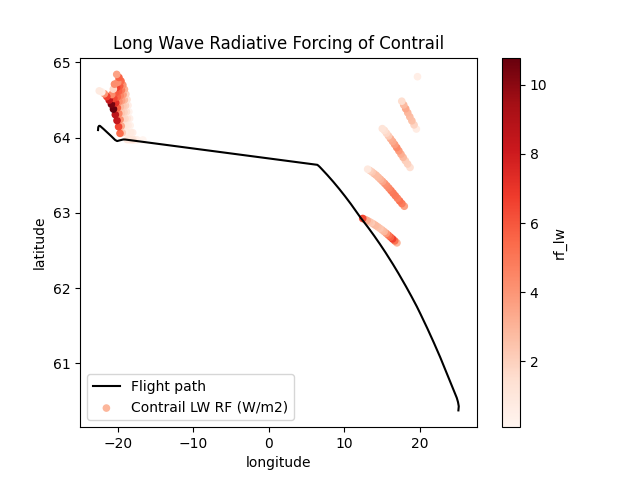 Long Wave Radiative Forcing of Contrail
65
64
63
62
61
latitude
−20
−10
0
10
20
longitude
Flight path
Contrail LW RF (W/m2)
10
8
6
4
2
rf_lw